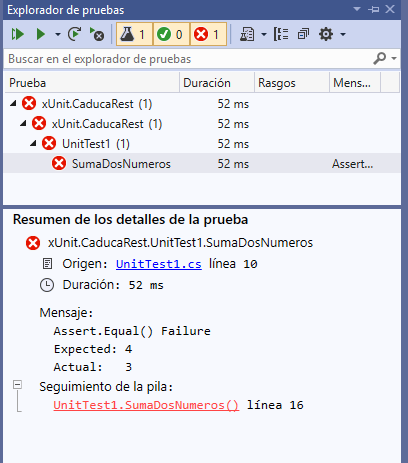 Explorador de pruebas
1 0 1
Buscar en el explorador de pruebas
Prueba Duración Rasgos Mens...
xUnit.CaducaRest (1) 52 ms
xUnit.CaducaRest (1) 52 ms
UnitTest1 (1) 52 ms
SumaDosNumeros 52 ms Assert...
Resumen de los detalles de la prueba
xUnit.CaducaRest.UnitTest1.SumaDosNumeros
Origen: UnitTest1.cs línea 10
Duración: 52 ms
Mensaje:
Assert.Equal() Failure
Expected: 4
Actual: 3
Seguimiento de la pila:
UnitTest1.SumaDosNumeros() línea 16